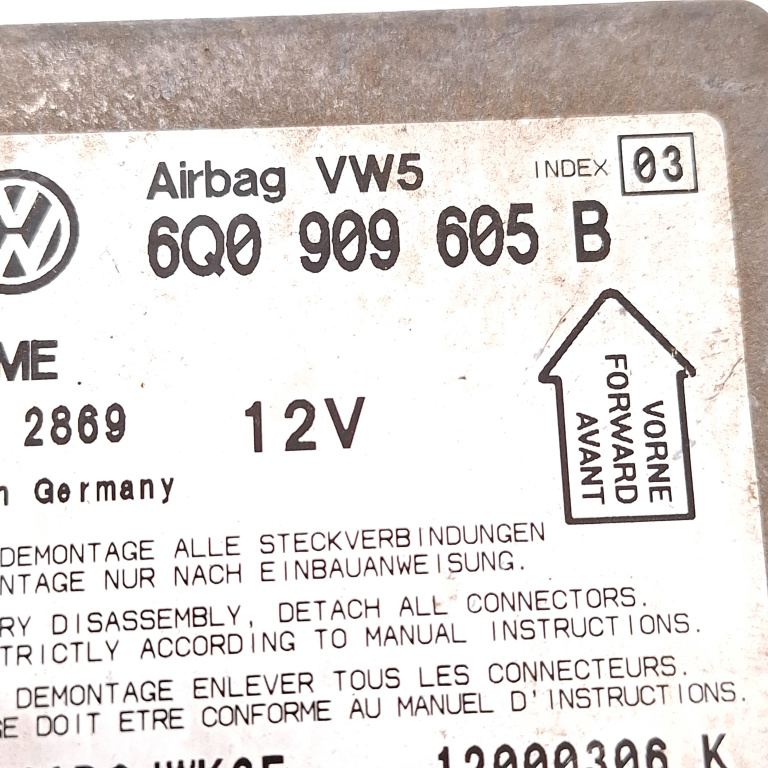 Airbag VW5 INDEX 03
6Q0 909 605 B
ME
2869 12V
VORNE
FORWARD
AVANT
n Germany
DEMONTAGE ALLE STECKVERBINDUNGEN
NTAGE NUR NACH EINBAUANWEISUNG.
RY DISASSEMBLY, DETACH ALL CONNECTORS.
TRICTLY ACCORDING TO MANUAL INSTRUCTIONS.
DEMONTAGE ENLEVER TOUS LES CONNECTEURS.
GE DOIT ETRE CONFORME AU MANUEL D'INSTRUCTIONS.
12000306 K